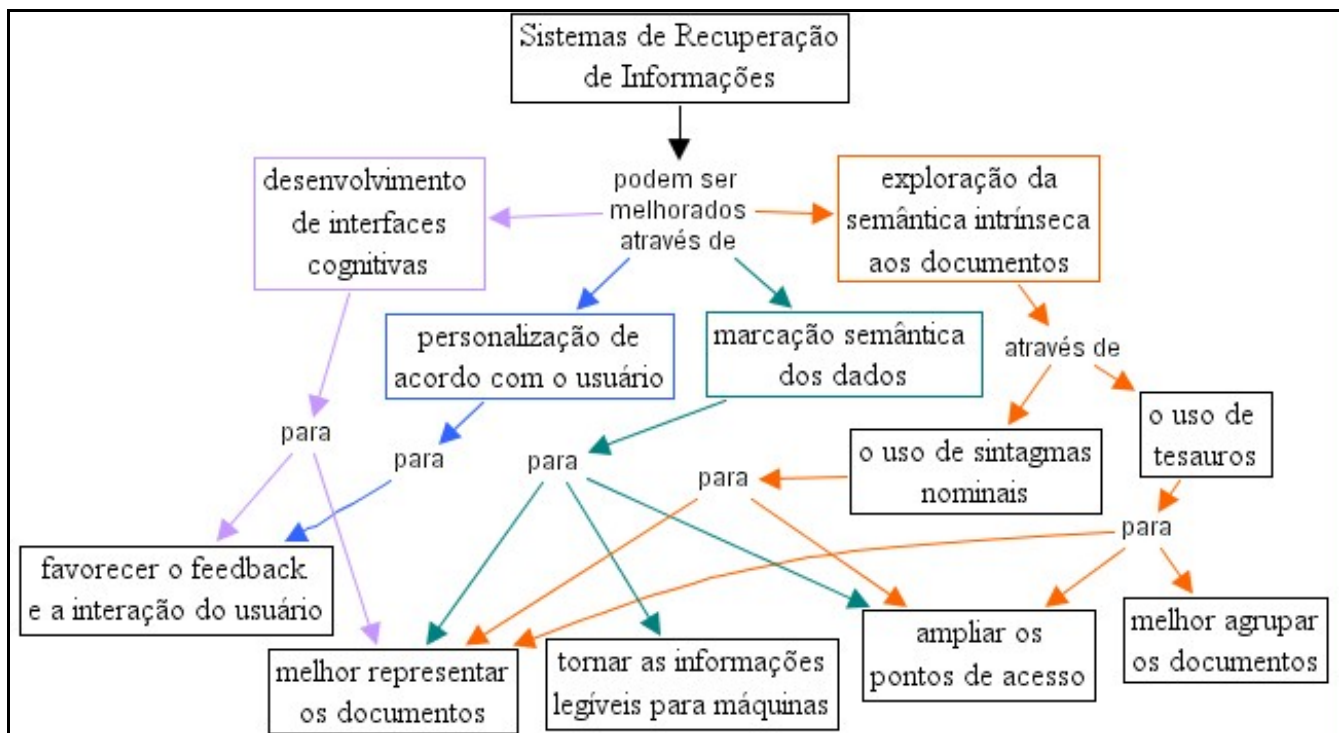 Sistemas de Recuperação
de Informações
desenvolvimento
de interfaces
cognitivas
podem ser
melhorados
através de
exploração da
semântica intrínseca
aos documentos
personalização de
acordo com o usuário
marcação semântica
dos dados
através de
para
para
para
para
o uso de sintagmas
nominais
o uso de
tesauros
para
favorecer o feedback
e a interação do usuário
melhor representar
os documentos
tornar as informações
legíveis para máquinas
ampliar os
pontos de acesso
melhor agrupar
os documentos